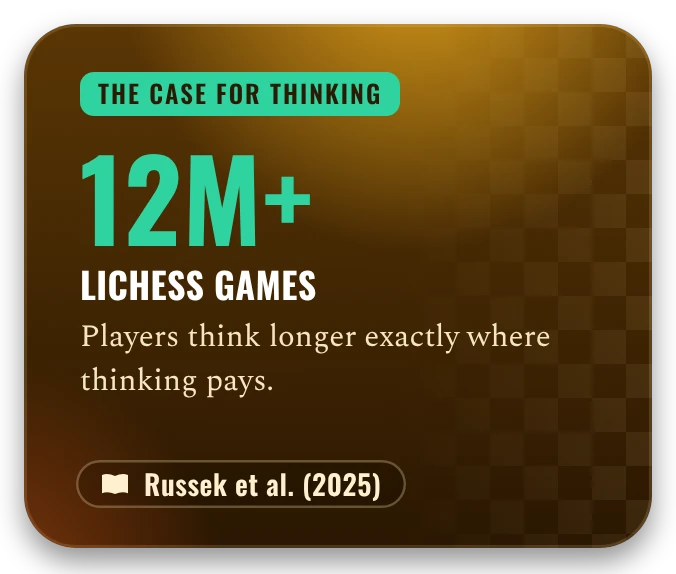 THE CASE FOR THINKING
12M+
LICHESS GAMES
Players think longer exactly where
thinking pays.
Russek et al. (2025)